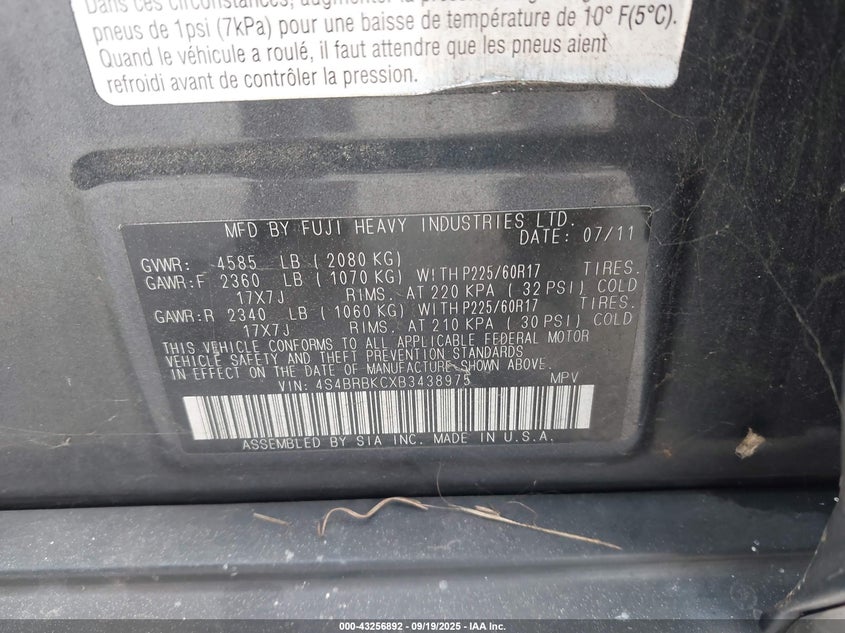 Dans ces circonstances, augmenter la
pneus de 1psi (7kPa) pour une baisse de température de 10° F(5°C).
Quand le véhicule a roulé, il faut attendre que les pneus aient
refroidi avant de contrôler la pression.
MFD BY FUJI HEAVY INDUSTRIES LTD.
DATE: 07/11
GVWR: 4585 LB ( 2080 KG)
GAWR:F 2360 LB ( 1070 KG) WITH P225/60R17 TIRES.
17X7J RIMS. AT 220 KPA ( 32 PSI) COLD
GAWR:R 2340 LB ( 1060 KG) WITH P225/60R17 TIRES.
17X7J RIMS. AT 210 KPA ( 30 PSI) COLD
THIS VEHICLE CONFORMS TO ALL APPLICABLE FEDERAL MOTOR
VEHICLE SAFETY AND THEFT PREVENTION STANDARDS
IN EFFECT ON THE DATE OF MANUFACTURE SHOWN ABOVE.
VIN: 4S4BRBKCXB3438975 MPV
ASSEMBLED BY SIA INC. MADE IN U.S.A.
000-43256892 - 09/19/2025 - IAA Inc.